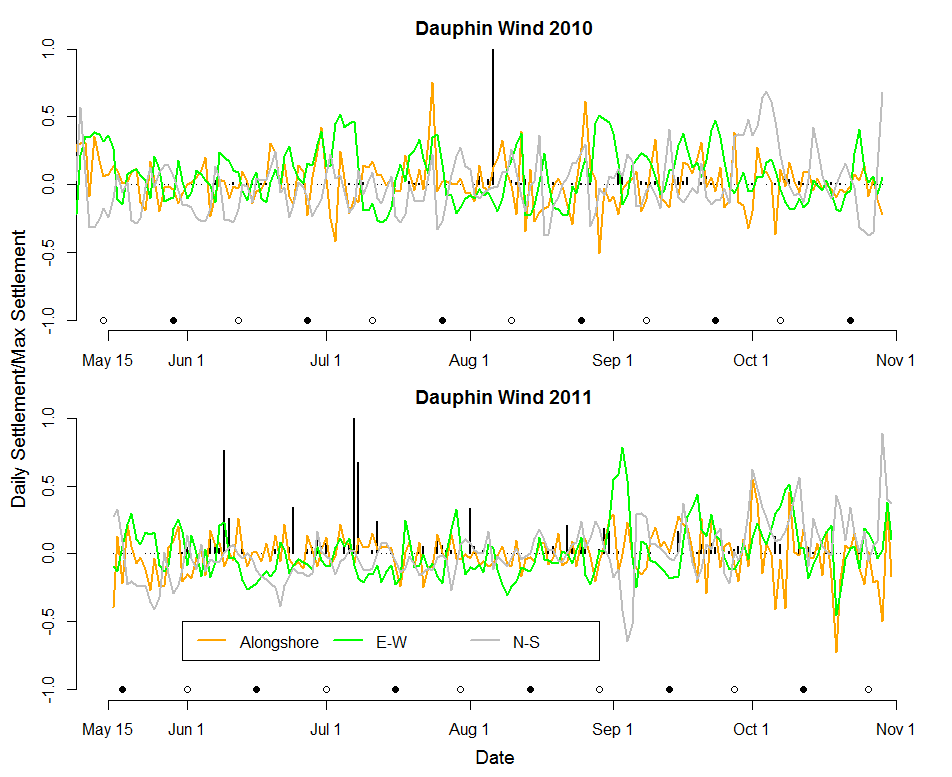 Dauphin Wind 2010
1.0
0.5
0.0
-0.5
-1.0
May 15 Jun 1 Jul 1 Aug 1 Sep 1 Oct 1 Nov 1
Daily Settlement/Max Settlement
Dauphin Wind 2011
1.0
0.5
0.0
-0.5
-1.0
Alongshore E-W N-S
May 15 Jun 1 Jul 1 Aug 1 Sep 1 Oct 1 Nov 1
Date